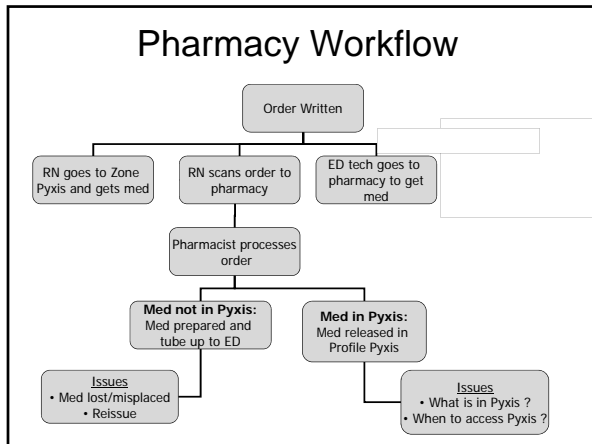 Pharmacy Workflow
Order Written
RN goes to Zone
Pyxis and gets med
RN scans order to
pharmacy
ED tech goes to
pharmacy to get
med
Pharmacist processes
order
Med not in Pyxis:
Med prepared and
tube up to ED
Med in Pyxis:
Med released in
Profile Pyxis
Issues
• Med lost/misplaced
• Reissue
Issues
• What is in Pyxis ?
• When to access Pyxis ?